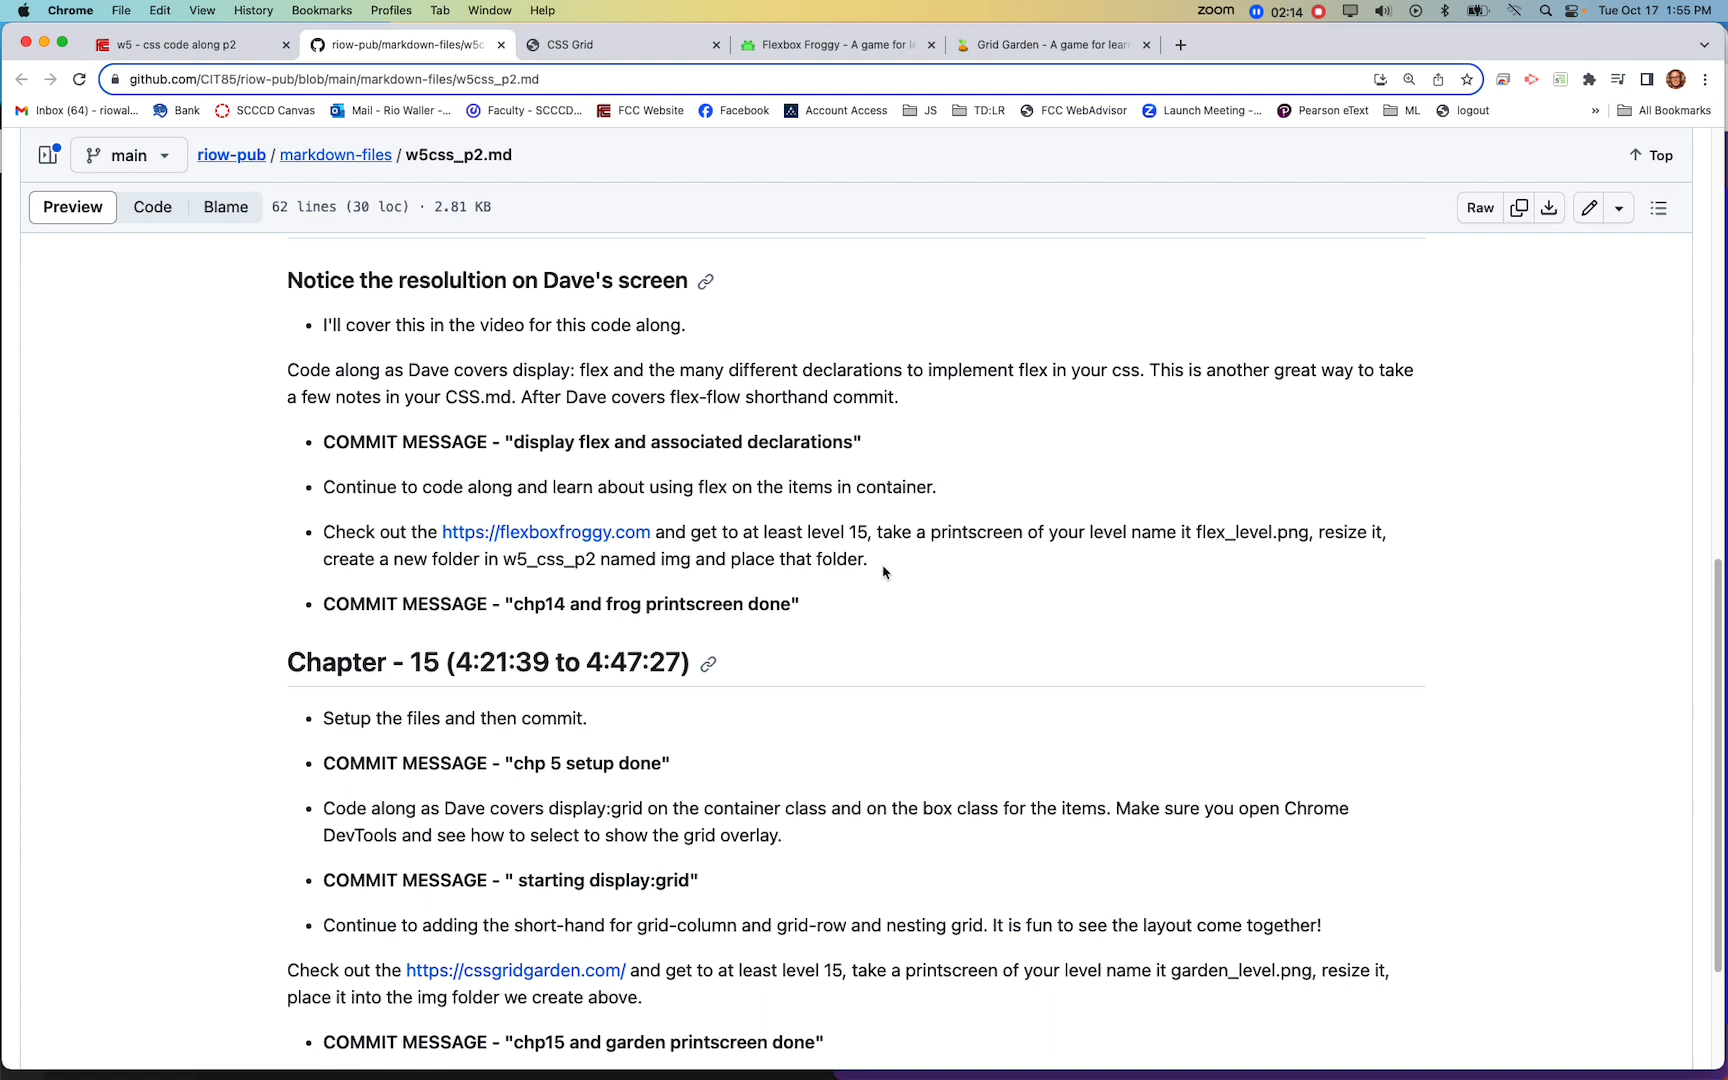 Chrome File Edit View History Bookmarks Profiles Tab Window Help zoom 02:14 Tue Oct 17 1:55 PM
w5 - css code along p2 riow-pub/markdown-files/w5c CSS Grid Flexbox Froggy - A game for le Grid Garden - A game for lear
github.com/CIT85/riow-pub/blob/main/markdown-files/w5css_p2.md
Inbox (64) - riowal... Bank SCCCD Canvas Mail - Rio Waller -... Faculty - SCCCD... FCC Website Facebook Account Access JS TD:LR FCC WebAdvisor Launch Meeting -... Pearson eText ML logout » All Bookmarks
main riow-pub / markdown-files / w5css_p2.md Top
Preview Code Blame 62 lines (30 loc) · 2.81 KB Raw
Notice the resolultion on Dave's screen
• I'll cover this in the video for this code along.
Code along as Dave covers display: flex and the many different declarations to implement flex in your css. This is another great way to take
a few notes in your CSS.md. After Dave covers flex-flow shorthand commit.
• COMMIT MESSAGE - "display flex and associated declarations"
• Continue to code along and learn about using flex on the items in container.
• Check out the https://flexboxfroggy.com and get to at least level 15, take a printscreen of your level name it flex_level.png, resize it,
create a new folder in w5_css_p2 named img and place that folder.
• COMMIT MESSAGE - "chp14 and frog printscreen done"
Chapter - 15 (4:21:39 to 4:47:27)
• Setup the files and then commit.
• COMMIT MESSAGE - "chp 5 setup done"
• Code along as Dave covers display:grid on the container class and on the box class for the items. Make sure you open Chrome
DevTools and see how to select to show the grid overlay.
• COMMIT MESSAGE - " starting display:grid"
• Continue to adding the short-hand for grid-column and grid-row and nesting grid. It is fun to see the layout come together!
Check out the https://cssgridgarden.com/ and get to at least level 15, take a printscreen of your level name it garden_level.png, resize it,
place it into the img folder we create above.
• COMMIT MESSAGE - "chp15 and garden printscreen done"